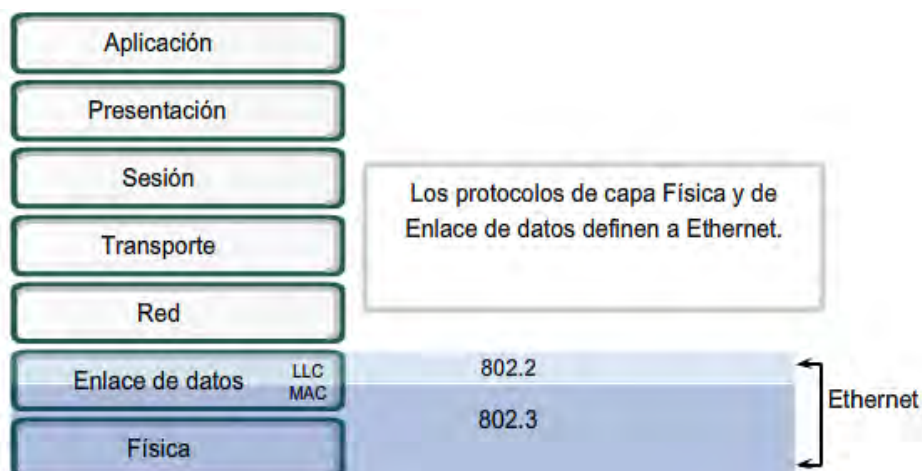 Aplicación
Presentación
Sesión
Transporte
Red
Enlace de datos
LLC
MAC
Física
Los protocolos de capa Física y de
Enlace de datos definen a Ethernet.
802.2
802.3
Ethernet